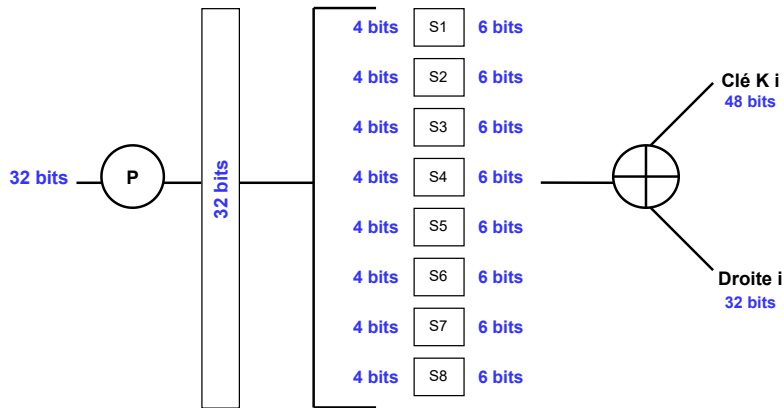 4 bits S1 6 bits
4 bits S2 6 bits
4 bits S3 6 bits
4 bits S4 6 bits
4 bits S5 6 bits
4 bits S6 6 bits
4 bits S7 6 bits
4 bits S8 6 bits
32 bits
P
32 bits
Clé K i
48 bits
Droite i
32 bits